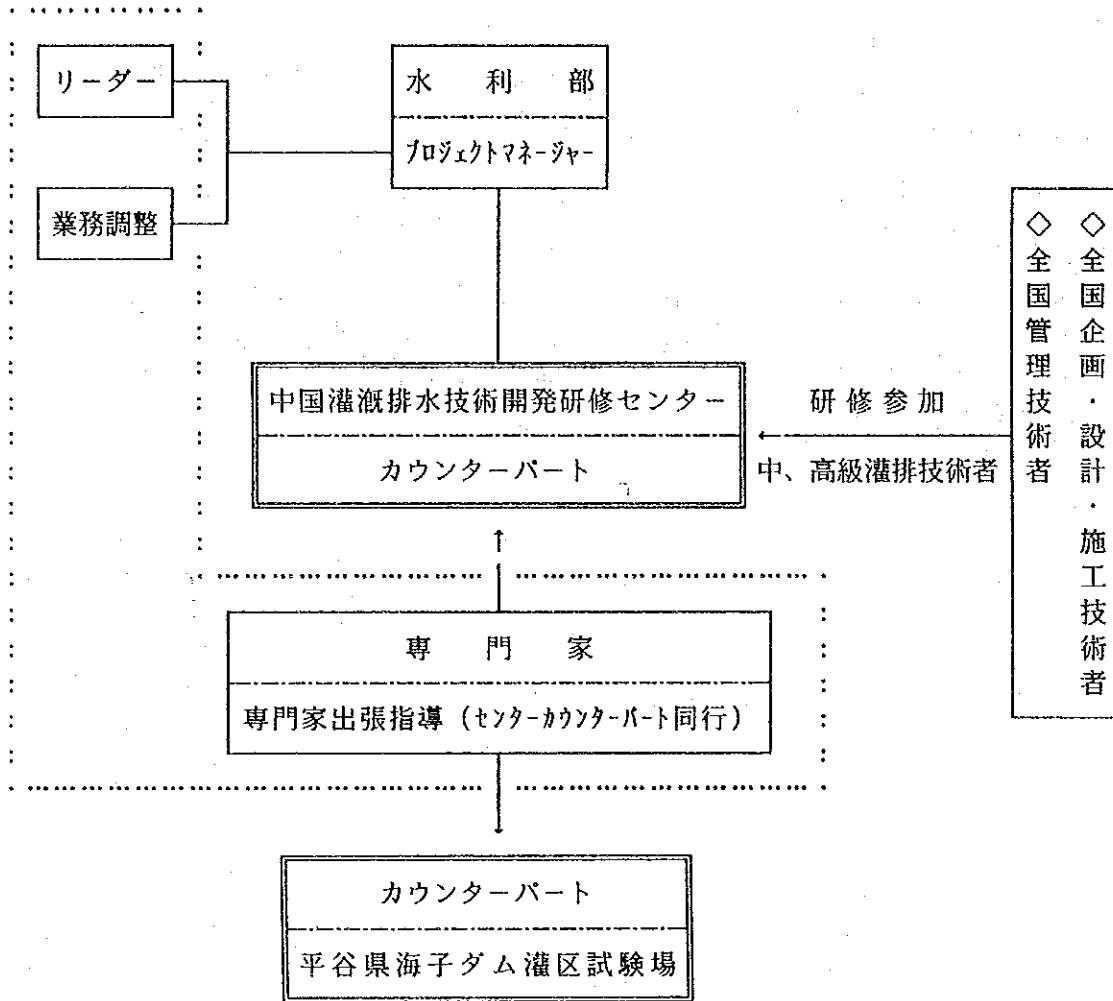 リーダー
水利部
プロジェクトマネージャー
業務調整
中国灌漑排水技術開発研修センター
カウンターパート
研修参加
中、高級灌排技術者
◇全国企画・設計・施工技術者
◇全国管理技術者
専門家
専門家出張指導（センターカウンターパート同行）
カウンターパート
平谷県海子ダム灌区試験場